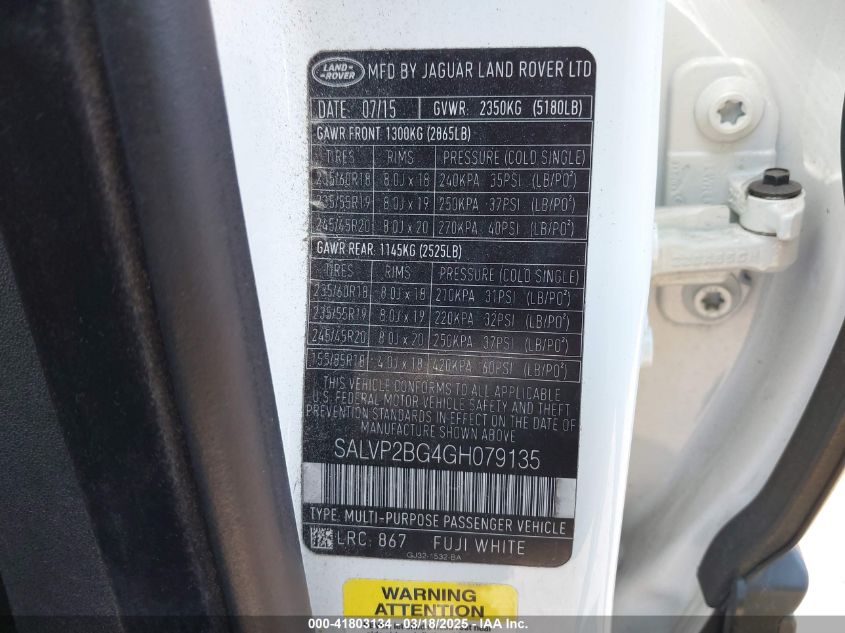 LAND ROVER MFD BY JAGUAR LAND ROVER LTD
DATE: 07/15 GVWR: 2350KG (5180LB)
GAWR FRONT 1300KG (2865LB)
TIRES RIMS PRESSURE (COLD SINGLE)
235/60R18 8.0J x 18 240KPA 35PSI (LB/PO²)
235/55R19 8.0J x 19 250KPA 37PSI (LB/PO²)
245/45R20 8.0J x 20 270KPA 40PSI (LB/PO²)
GAWR REAR: 1145KG (2525LB)
TIRES RIMS PRESSURE (COLD SINGLE)
235/60R18 8.0J x 18 210KPA 31PSI (LB/PO²)
235/55R19 8.0J x 19 220KPA 32PSI (LB/PO²)
245/45R20 8.0J x 20 250KPA 37PSI (LB/PO²)
155/85R18 4.0J x 18 420KPA 60PSI (LB/PO²)
THIS VEHICLE CONFORMS TO ALL APPLICABLE
U.S. FEDERAL MOTOR VEHICLE SAFETY AND THEFT
PREVENTION STANDARDS IN EFFECT ON THE DATE
OF MANUFACTURE SHOWN ABOVE
SALVP2BG4GH079135
TYPE: MULTI-PURPOSE PASSENGER VEHICLE
LRC: 867 FUJI WHITE
GJ32-1532-BA
WARNING
ATTENTION
000-41803134 - 03/18/2025 - IAA, Inc.